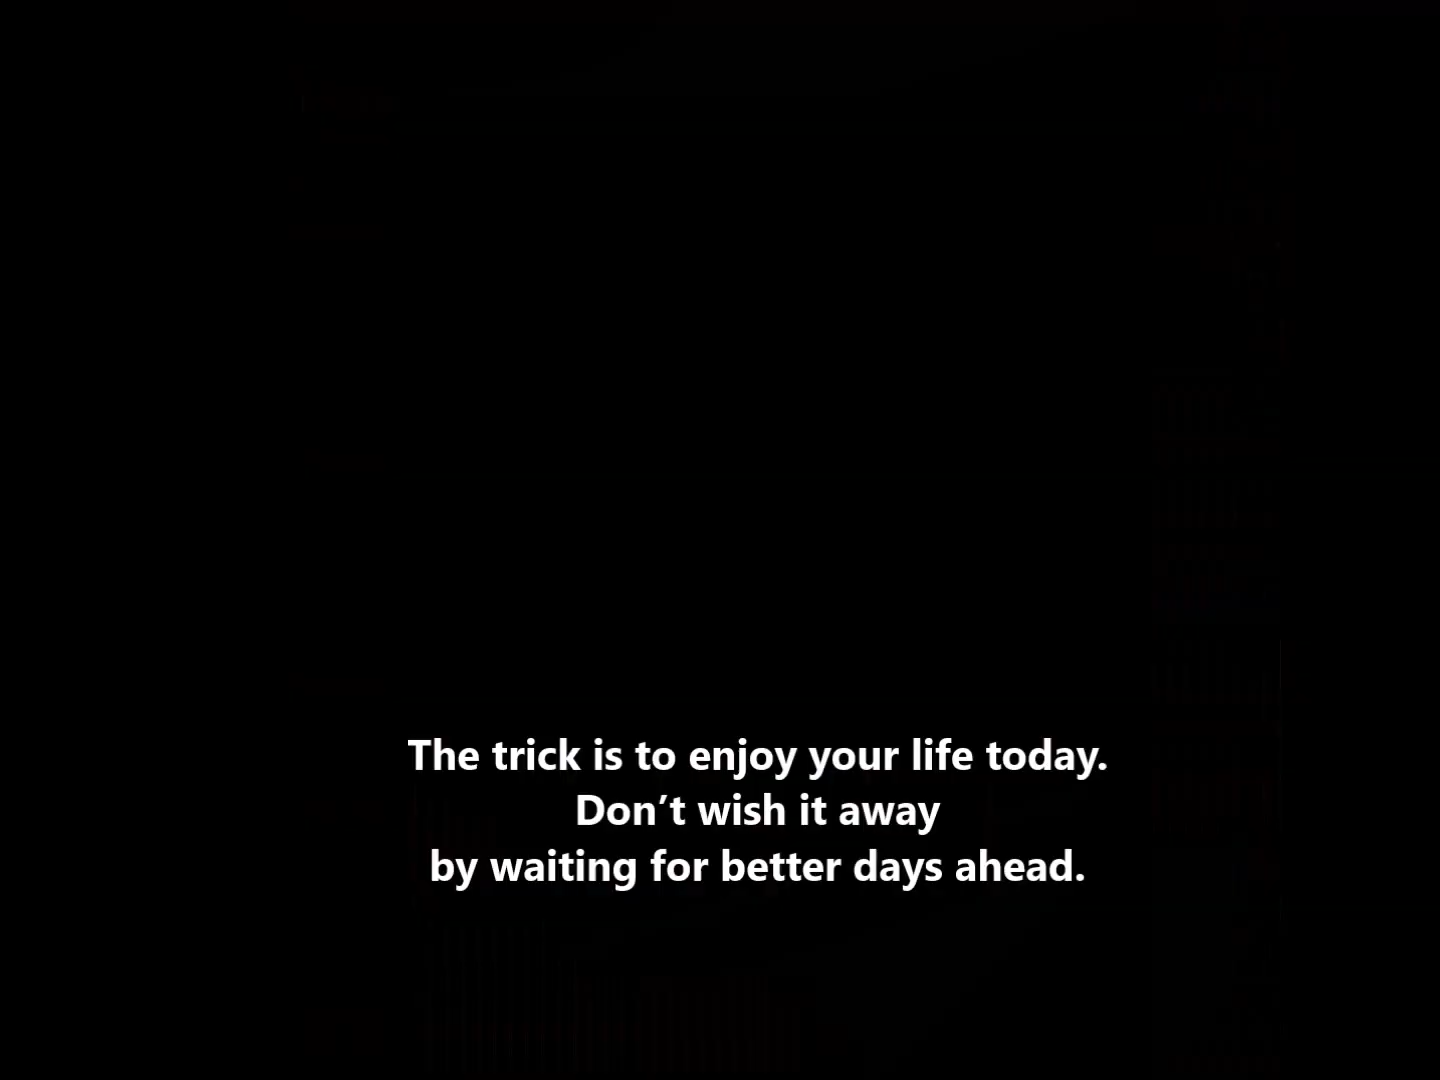 The trick is to enjoy your life today.
Don’t wish it away
by waiting for better days ahead.